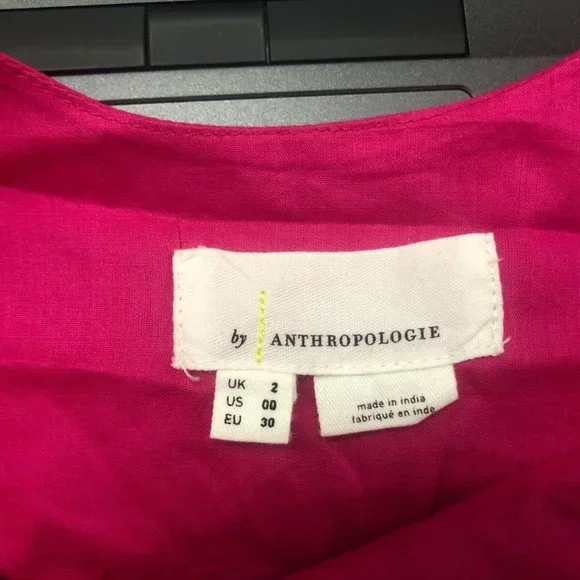 by ANTHROPOLOGIE
UK 2
US 00
EU 30
made in india
fabriqué en inde